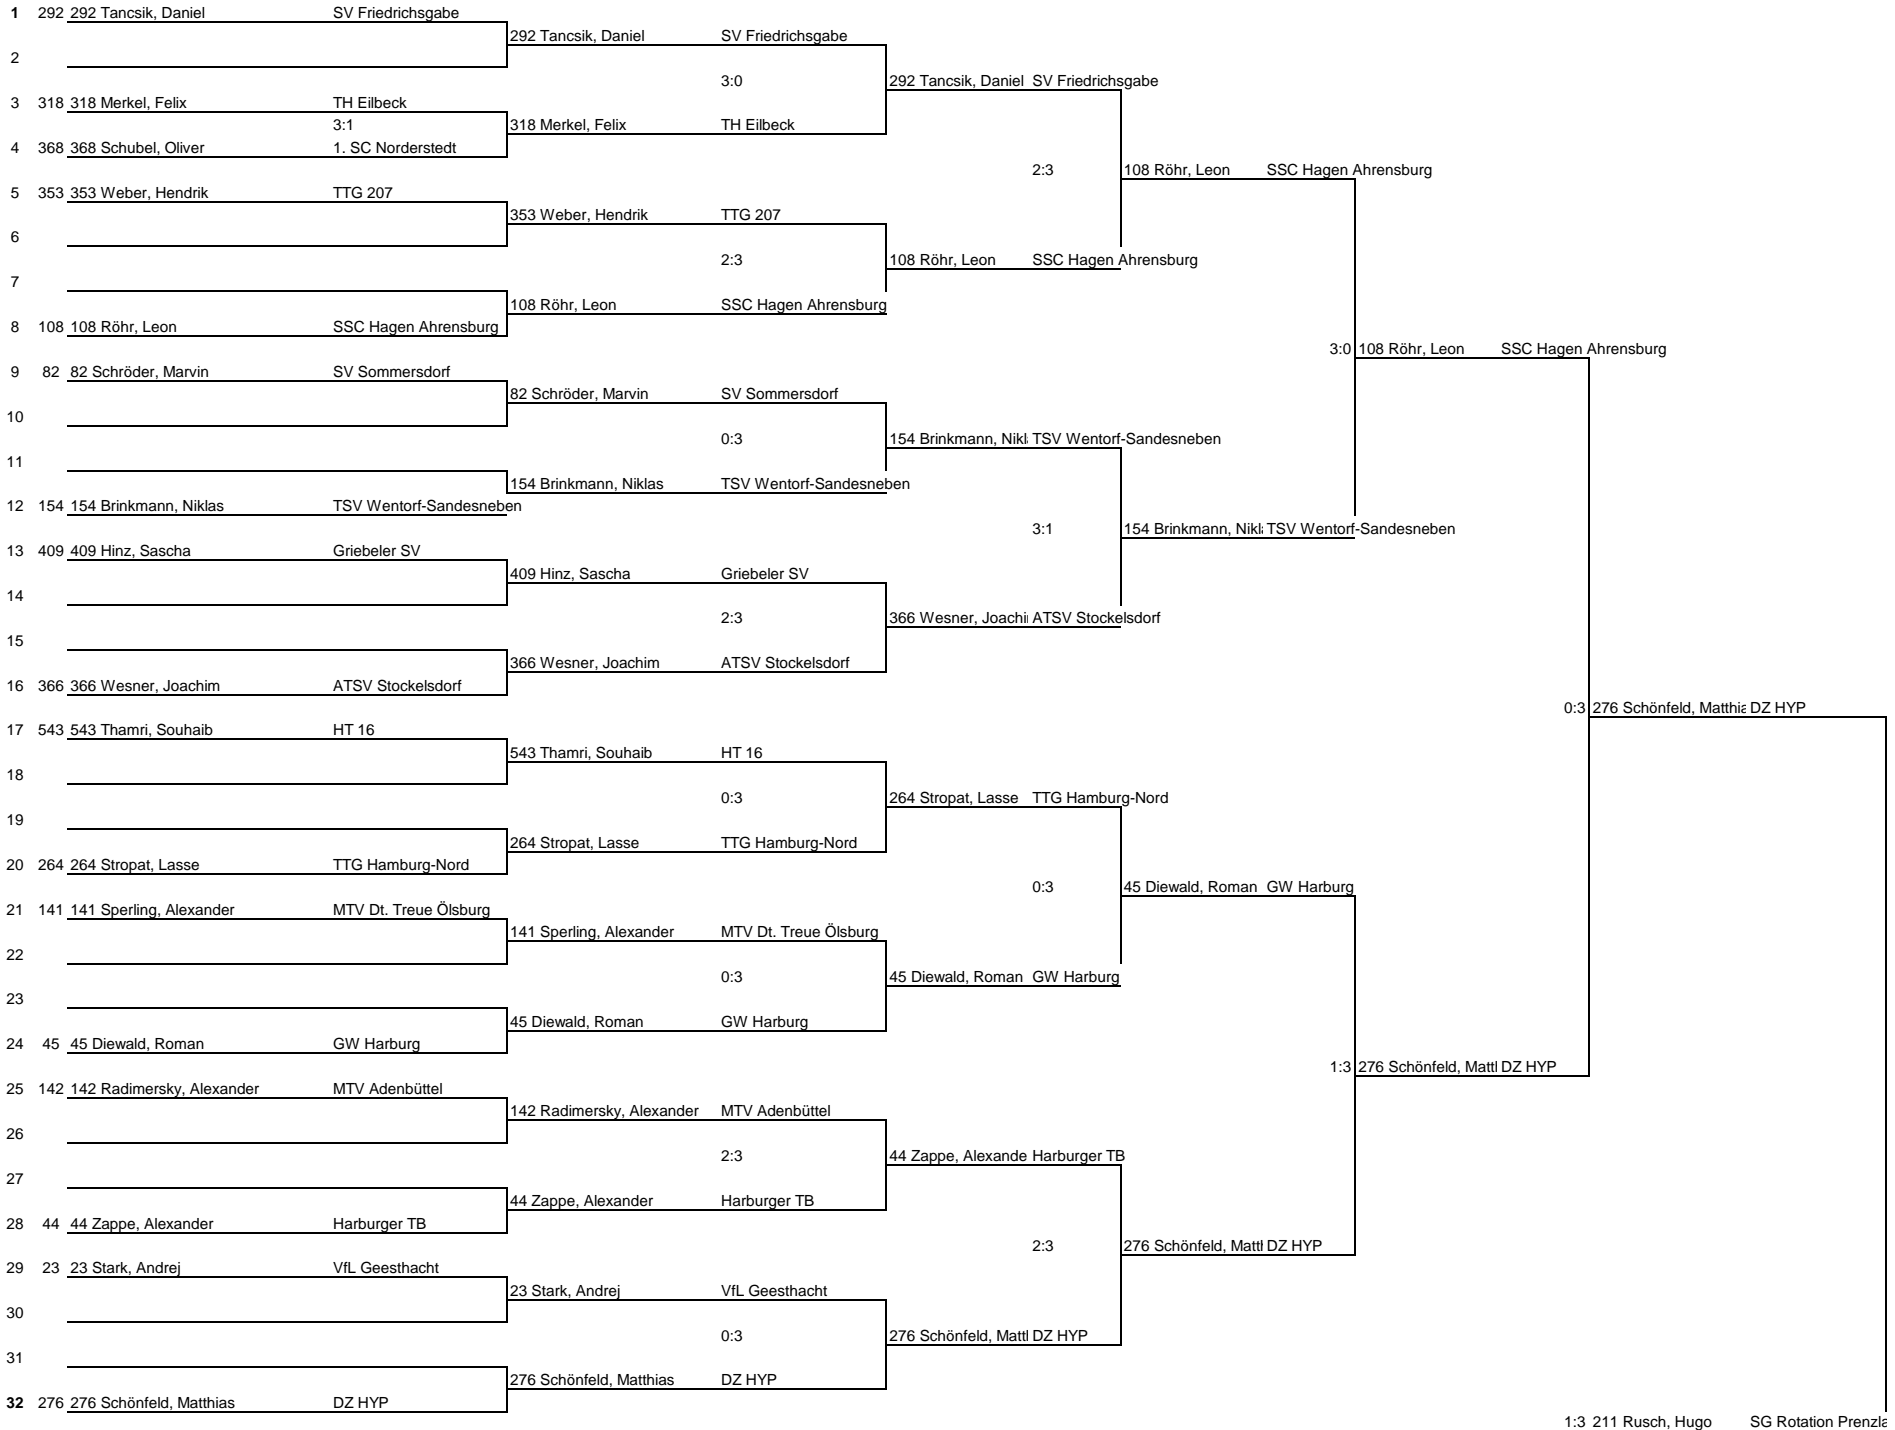 1 292 292 Tancsik, Daniel SV Friedrichsgabe
292 Tancsik, Daniel SV Friedrichsgabe
2
3:0 292 Tancsik, Daniel SV Friedrichsgabe
3 318 318 Merkel, Felix TH Eilbeck
3:1 318 Merkel, Felix TH Eilbeck
4 368 368 Schubel, Oliver 1. SC Norderstedt
2:3 108 Röhr, Leon SSC Hagen Ahrensburg
5 353 353 Weber, Hendrik TTG 207
353 Weber, Hendrik TTG 207
6
2:3 108 Röhr, Leon SSC Hagen Ahrensburg
7
108 Röhr, Leon SSC Hagen Ahrensburg
8 108 108 Röhr, Leon SSC Hagen Ahrensburg
3:0 108 Röhr, Leon SSC Hagen Ahrensburg
9 82 82 Schröder, Marvin SV Sommersdorf
82 Schröder, Marvin SV Sommersdorf
10
0:3 154 Brinkmann, Nikl TSV Wentorf-Sandesneben
11
154 Brinkmann, Niklas TSV Wentorf-Sandesneben
12 154 154 Brinkmann, Niklas TSV Wentorf-Sandesneben
3:1 154 Brinkmann, Nikl TSV Wentorf-Sandesneben
13 409 409 Hinz, Sascha Griebeler SV
409 Hinz, Sascha Griebeler SV
14
2:3 366 Wesner, Joachi ATSV Stockelsdorf
15
366 Wesner, Joachim ATSV Stockelsdorf
16 366 366 Wesner, Joachim ATSV Stockelsdorf
0:3 276 Schönfeld, Matthia DZ HYP
17 543 543 Thamri, Souhaib HT 16
543 Thamri, Souhaib HT 16
18
0:3 264 Stropat, Lasse TTG Hamburg-Nord
19
264 Stropat, Lasse TTG Hamburg-Nord
20 264 264 Stropat, Lasse TTG Hamburg-Nord
0:3 45 Diewald, Roman GW Harburg
21 141 141 Sperling, Alexander MTV Dt. Treue Ölsburg
141 Sperling, Alexander MTV Dt. Treue Ölsburg
22
0:3 45 Diewald, Roman GW Harburg
23
45 Diewald, Roman GW Harburg
24 45 45 Diewald, Roman GW Harburg
1:3 276 Schönfeld, Mattl DZ HYP
25 142 142 Radimersky, Alexander MTV Adenbüttel
142 Radimersky, Alexander MTV Adenbüttel
26
2:3 44 Zappe, Alexande Harburger TB
27
44 Zappe, Alexander Harburger TB
28 44 44 Zappe, Alexander Harburger TB
2:3 276 Schönfeld, Mattl DZ HYP
29 23 23 Stark, Andrej VfL Geesthacht
23 Stark, Andrej VfL Geesthacht
30
0:3 276 Schönfeld, Mattl DZ HYP
31
276 Schönfeld, Matthias DZ HYP
32 276 276 Schönfeld, Matthias DZ HYP
1:3 211 Rusch, Hugo SG Rotation Prenzla